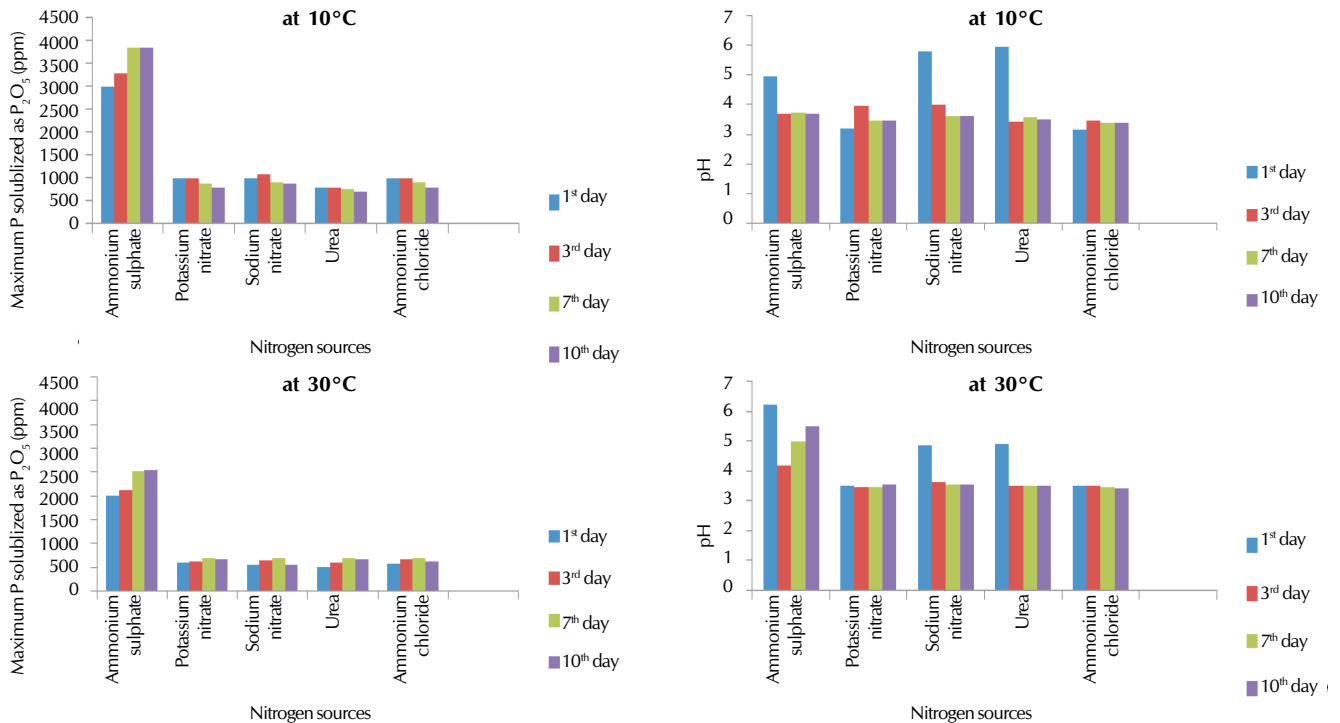 at 10°C
Maximum P solublized as P₂O₅ (ppm)
4500
4000
3500
3000
2500
2000
1500
1000
500
0
Ammonium
sulphate
Potassium
nitrate
Sodium
nitrate
Urea
Ammonium
chloride
Nitrogen sources
1st day
3rd day
7th day
10th day
at 10°C
pH
7
6
5
4
3
2
1
0
Ammonium
sulphate
Potassium
nitrate
Sodium
nitrate
Urea
Ammonium
chloride
Nitrogen sources
1st day
3rd day
7th day
10th day
at 30°C
Maximum P solublized as P₂O₅ (ppm)
4500
4000
3500
3000
2500
2000
1500
1000
500
0
Ammonium
sulphate
Potassium
nitrate
Sodium
nitrate
Urea
Ammonium
chloride
Nitrogen sources
1st day
3rd day
7th day
10th day
at 30°C
pH
7
6
5
4
3
2
1
0
Ammonium
sulphate
Potassium
nitrate
Sodium
nitrate
Urea
Ammonium
chloride
Nitrogen sources
1st day
3rd day
7th day
10th day